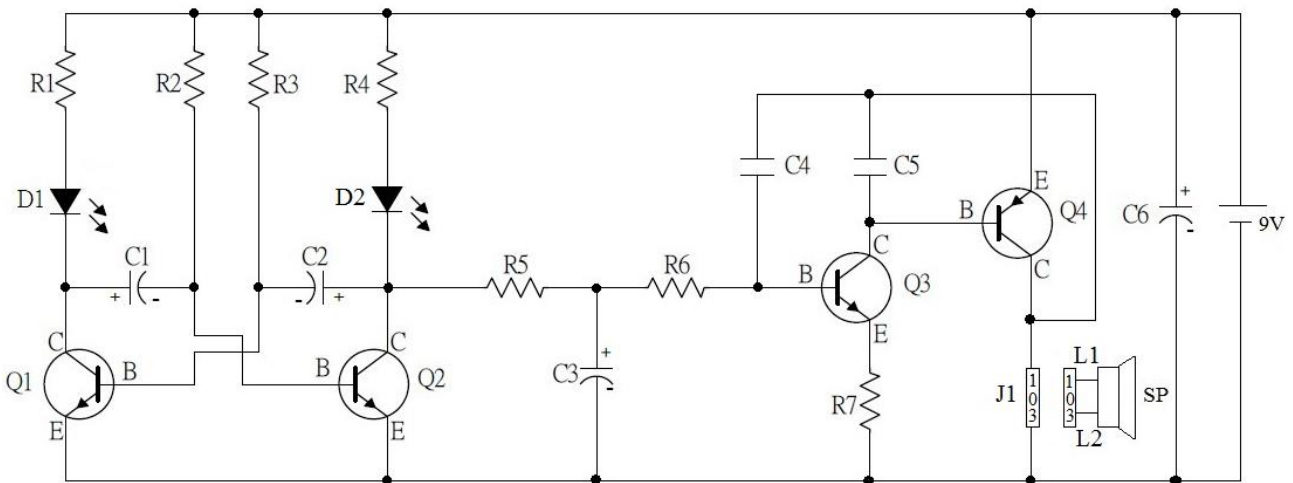 R1
R2
R3
R4
D1
D2
C1
+ -
C2
- +
R5
R6
C4
C5
C
B
Q3
E
E
B
Q4
C
C6
+
-
9V
C
Q1
B
E
C
B
Q2
E
C3
+
-
R7
J1
103
103
L1
L2
SP